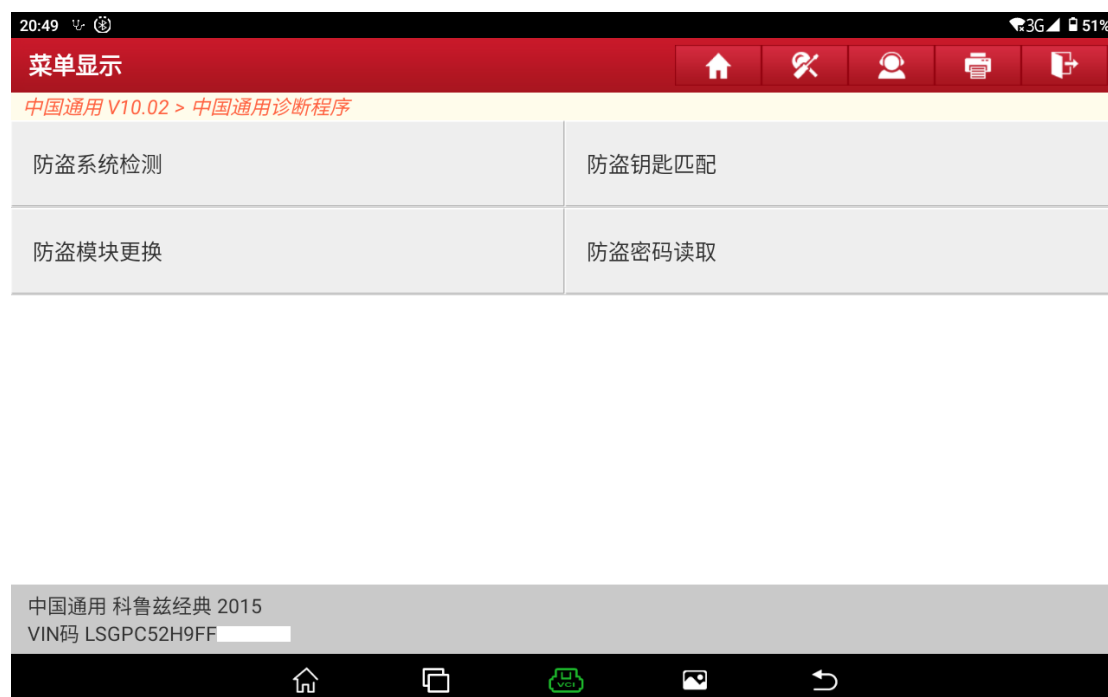 20:49 3G 51%
菜单显示
中国通用 V10.02 > 中国通用诊断程序
防盗系统检测 防盗钥匙匹配
防盗模块更换 防盗密码读取
中国通用 科鲁兹经典 2015
VIN码 LSGPC52H9FF
VCI